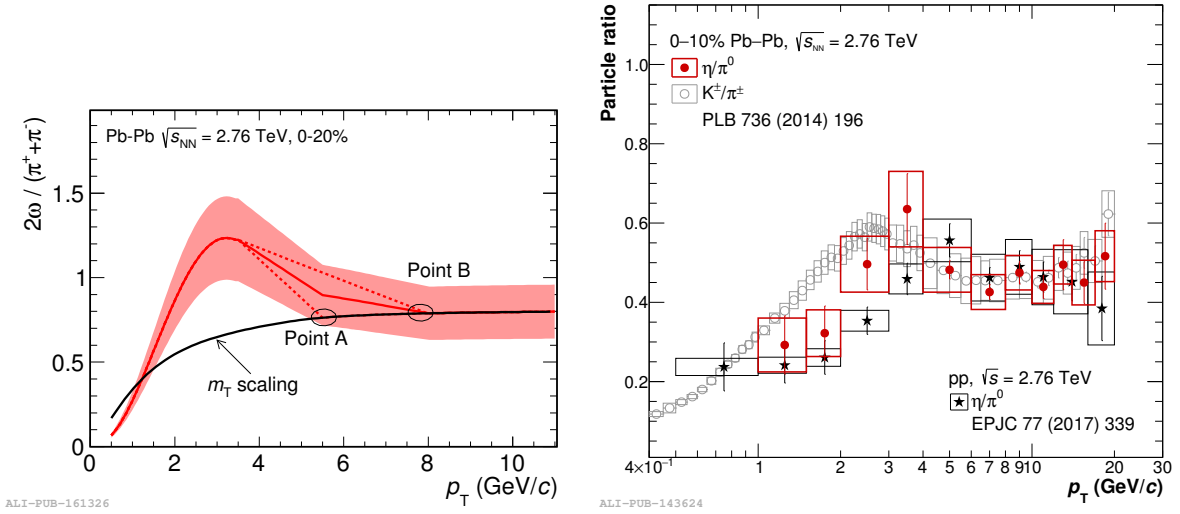 Pb-Pb √sNN = 2.76 TeV, 0-20%
2ω / (π⁺+π⁻)
1.5
1
0.5
0
Point B
Point A
mT scaling
0 2 4 6 8 10
pT (GeV/c)
ALI-PUB-161326
Particle ratio
0–10% Pb–Pb, √sNN = 2.76 TeV
η/π⁰
K±/π±
PLB 736 (2014) 196
1.0
0.8
0.6
0.4
0.2
pp, √s = 2.76 TeV
η/π⁰
EPJC 77 (2017) 339
4×10⁻¹ 1 2 3 4 5 6 7 8 910 20 30
pT (GeV/c)
ALI-PUB-143624